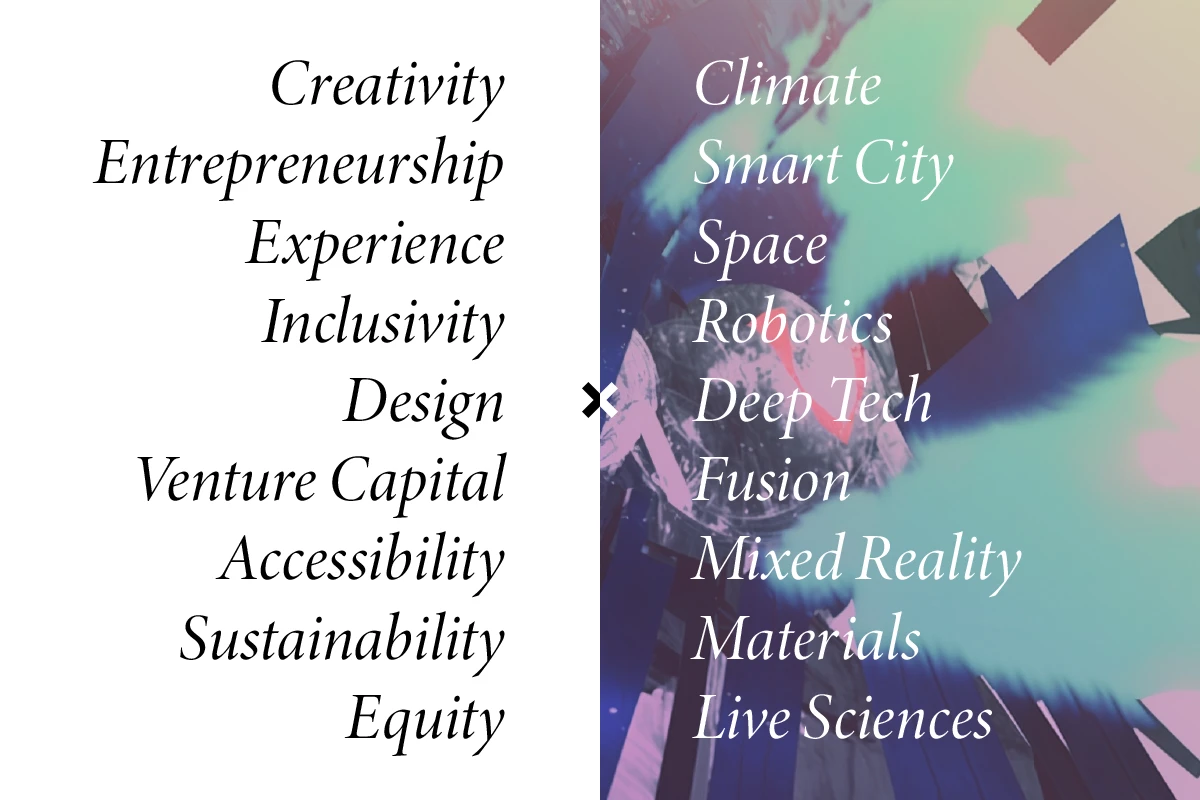 Creativity
Entrepreneurship
Experience
Inclusivity
Design
Venture Capital
Accessibility
Sustainability
Equity
×
Climate
Smart City
Space
Robotics
Deep Tech
Fusion
Mixed Reality
Materials
Live Sciences